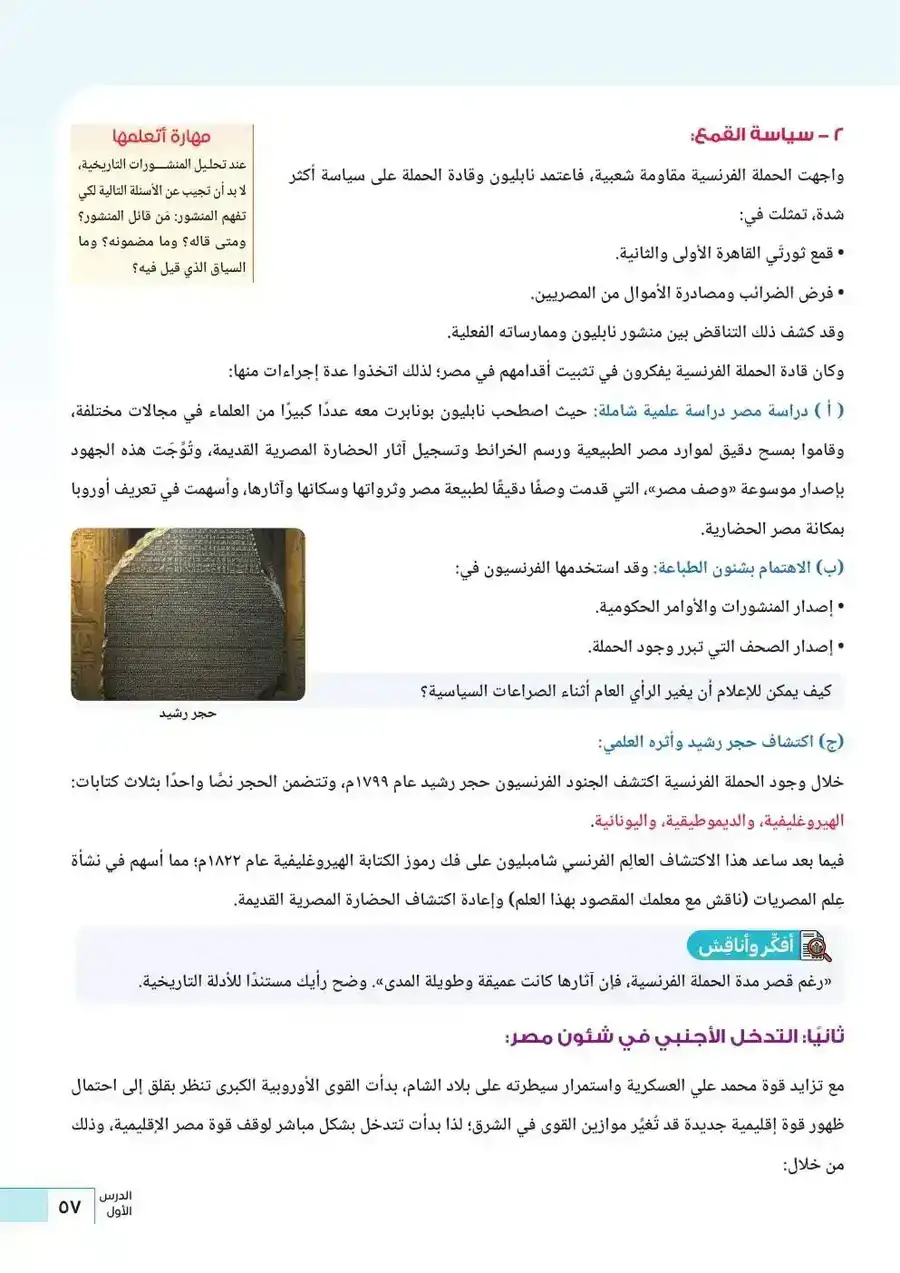 ٢ – سياسة القمع:
واجهت الحملة الفرنسية مقاومة شعبية، فاعتمد نابليون وقادة الحملة على سياسة أكثر
شدة، تمثلت في:
• قمع ثورتَي القاهرة الأولى والثانية.
• فرض الضرائب ومصادرة الأموال من المصريين.
مهارة أتعلمها
عند تحليل المنشـــورات التاريخية،
لا بد أن تجيب عن الأسئلة التالية لكي
تفهم المنشور: مَن قائل المنشور؟
ومتى قاله؟ وما مضمونه؟ وما
السياق الذي قيل فيه؟
وقد كشف ذلك التناقض بين منشور نابليون وممارساته الفعلية.
وكان قادة الحملة الفرنسية يفكرون في تثبيت أقدامهم في مصر؛ لذلك اتخذوا عدة إجراءات منها:
( أ ) دراسة مصر دراسة علمية شاملة: حيث اصطحب نابليون بونابرت معه عددًا كبيرًا من العلماء في مجالات مختلفة،
وقاموا بمسح دقيق لموارد مصر الطبيعية ورسم الخرائط وتسجيل آثار الحضارة المصرية القديمة، وتُوِّجَت هذه الجهود
بإصدار موسوعة «وصف مصر»، التي قدمت وصفًا دقيقًا لطبيعة مصر وثرواتها وسكانها وآثارها، وأسهمت في تعريف أوروبا
بمكانة مصر الحضارية.
(ب) الاهتمام بشئون الطباعة: وقد استخدمها الفرنسيون في:
• إصدار المنشورات والأوامر الحكومية.
• إصدار الصحف التي تبرر وجود الحملة.
كيف يمكن للإعلام أن يغير الرأي العام أثناء الصراعات السياسية؟
حجر رشيد
(ج) اكتشاف حجر رشيد وأثره العلمي:
خلال وجود الحملة الفرنسية اكتشف الجنود الفرنسيون حجر رشيد عام ١٧٩٩م، وتتضمن الحجر نصًّا واحدًا بثلاث كتابات:
الهيروغليفية، والديموطيقية، واليونانية.
فيما بعد ساعد هذا الاكتشاف العالِم الفرنسي شامبليون على فك رموز الكتابة الهيروغليفية عام ١٨٢٢م؛ مما أسهم في نشأة
عِلم المصريات (ناقش مع معلمك المقصود بهذا العلم) وإعادة اكتشاف الحضارة المصرية القديمة.
أفكّر وأناقِش
«رغم قصر مدة الحملة الفرنسية، فإن آثارها كانت عميقة وطويلة المدى». وضح رأيك مستندًا للأدلة التاريخية.
ثانيًا: التدخل الأجنبي في شئون مصر:
مع تزايد قوة محمد علي العسكرية واستمرار سيطرته على بلاد الشام، بدأت القوى الأوروبية الكبرى تنظر بقلق إلى احتمال
ظهور قوة إقليمية جديدة قد تُغيِّر موازين القوى في الشرق؛ لذا بدأت تتدخل بشكل مباشر لوقف قوة مصر الإقليمية، وذلك
من خلال:
الدرس
الأول
٥٧